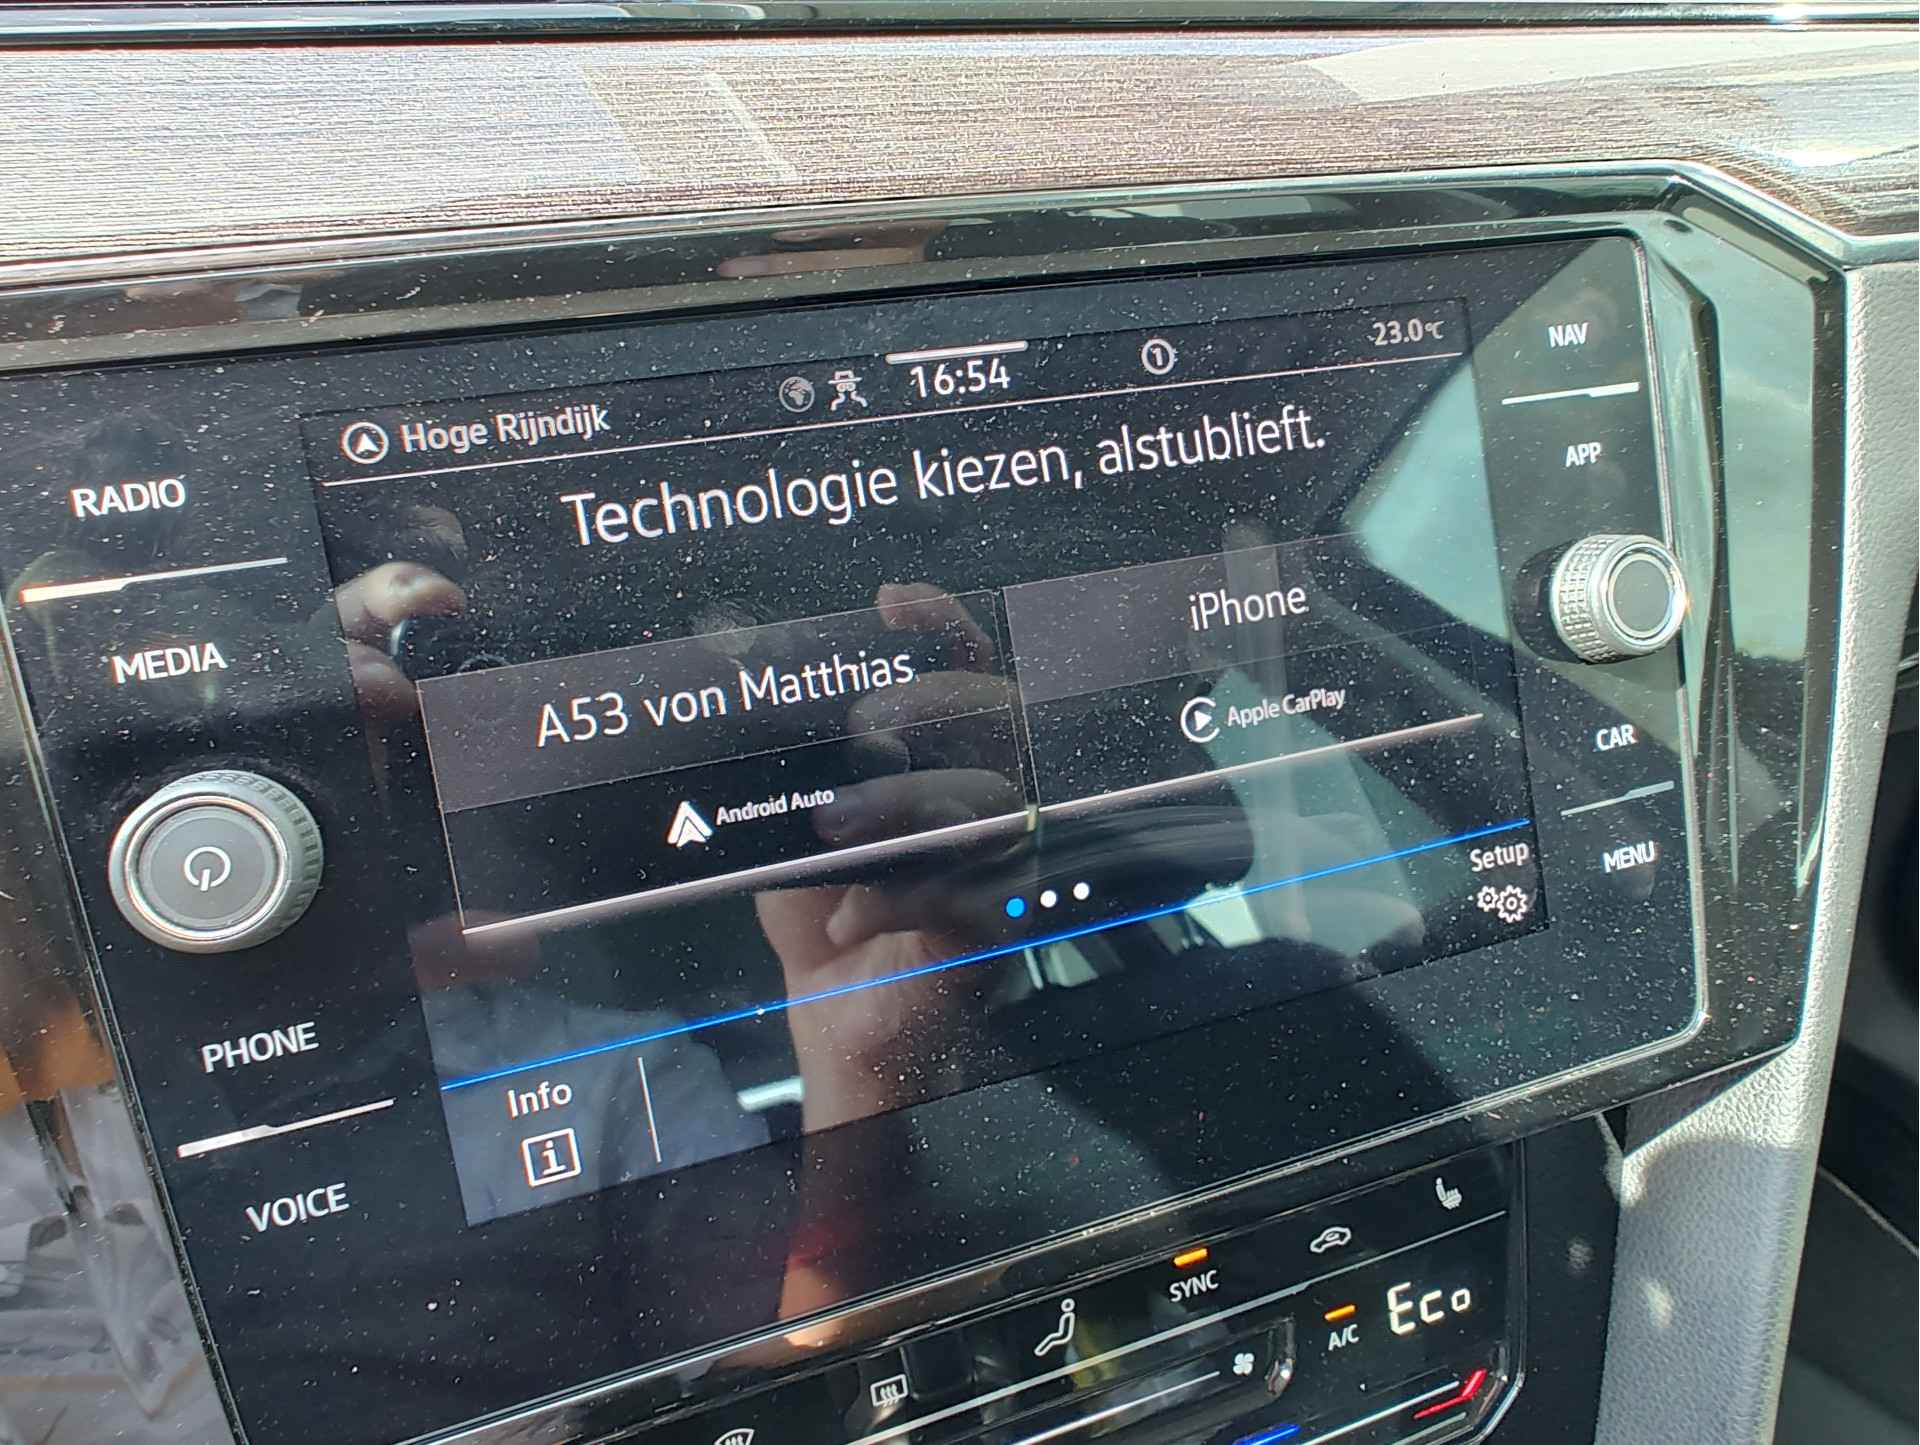 Hoge Rijndijk
16:54
1
23.0°C
NAV
RADIO
Technologie kiezen, alstublieft.
APP
MEDIA
A53 von Matthias
iPhone
Android Auto
Apple CarPlay
CAR
Setup
MENU
PHONE
Info
i
VOICE
SYNC
A/C
Eco